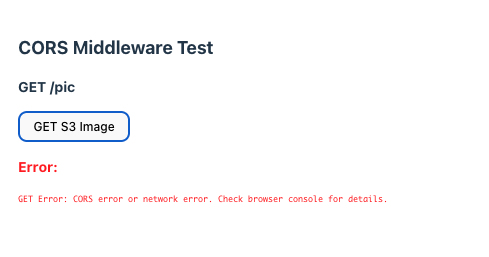 CORS Middleware Test
GET /pic
GET S3 Image
Error:
GET Error: CORS error or network error. Check browser console for details.